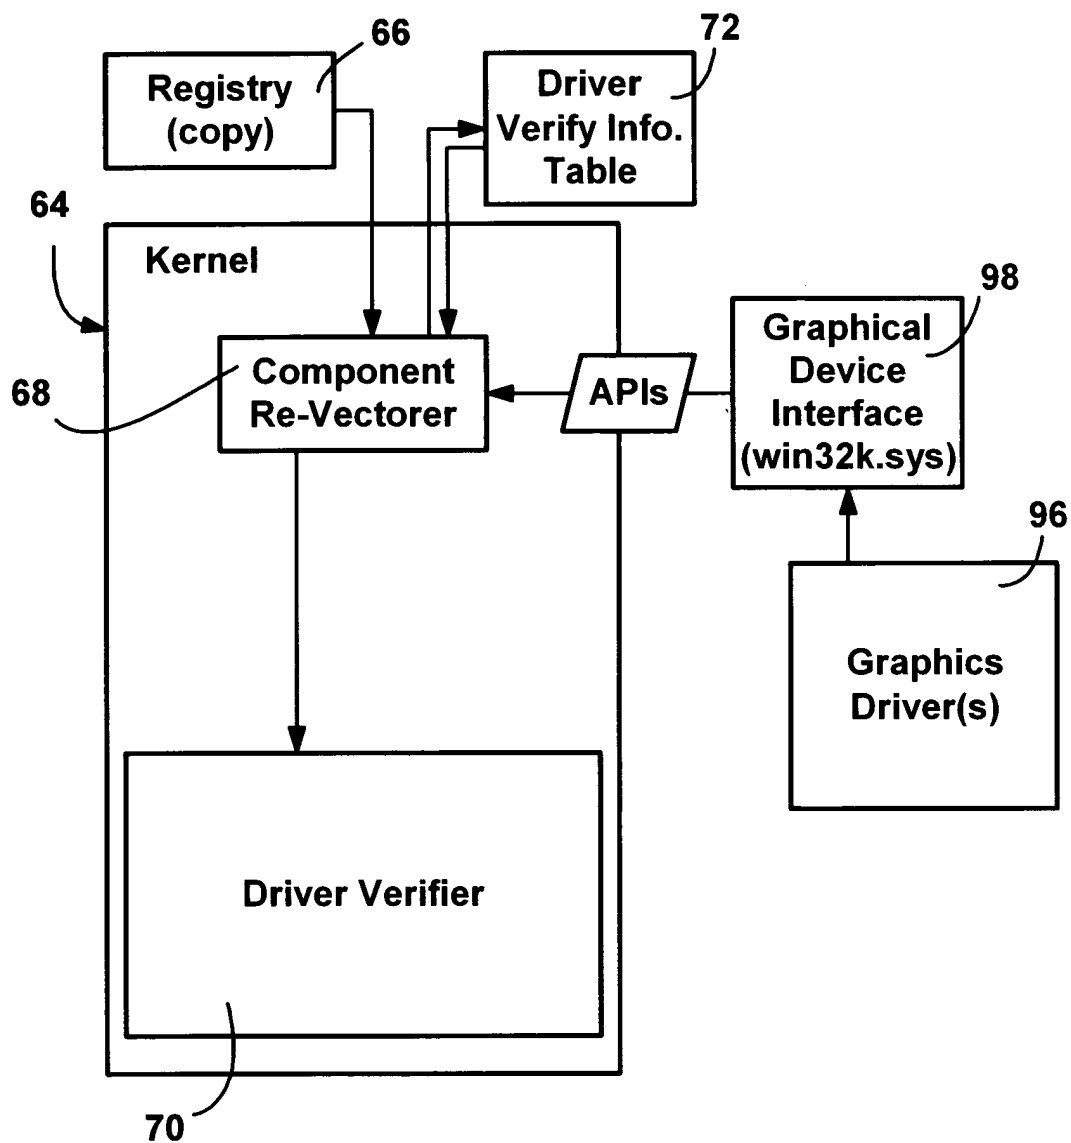 66
72
Registry
(copy)
Driver
Verify Info.
Table
64
Kernel
98
Graphical
Device
Interface
(win32k.sys)
68
Component
Re-Vectorer
APIs
96
Graphics
Driver(s)
Driver Verifier
70